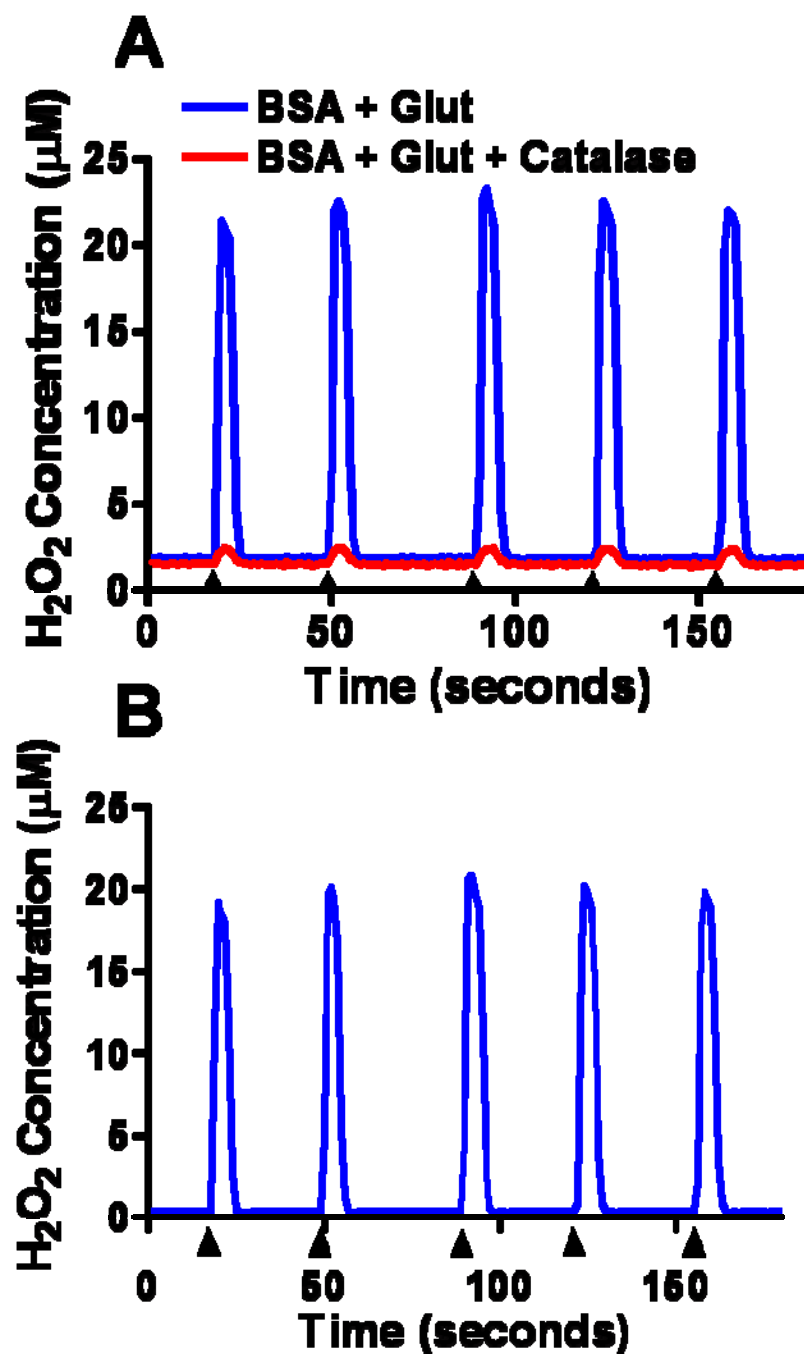 A
BSA + Glut
BSA + Glut + Catalase
H₂O₂ Concentration (μM)
25
20
15
10
5
0
0 50 100 150
Time (seconds)
B
H₂O₂ Concentration (μM)
25
20
15
10
5
0
0 50 100 150
Time (seconds)